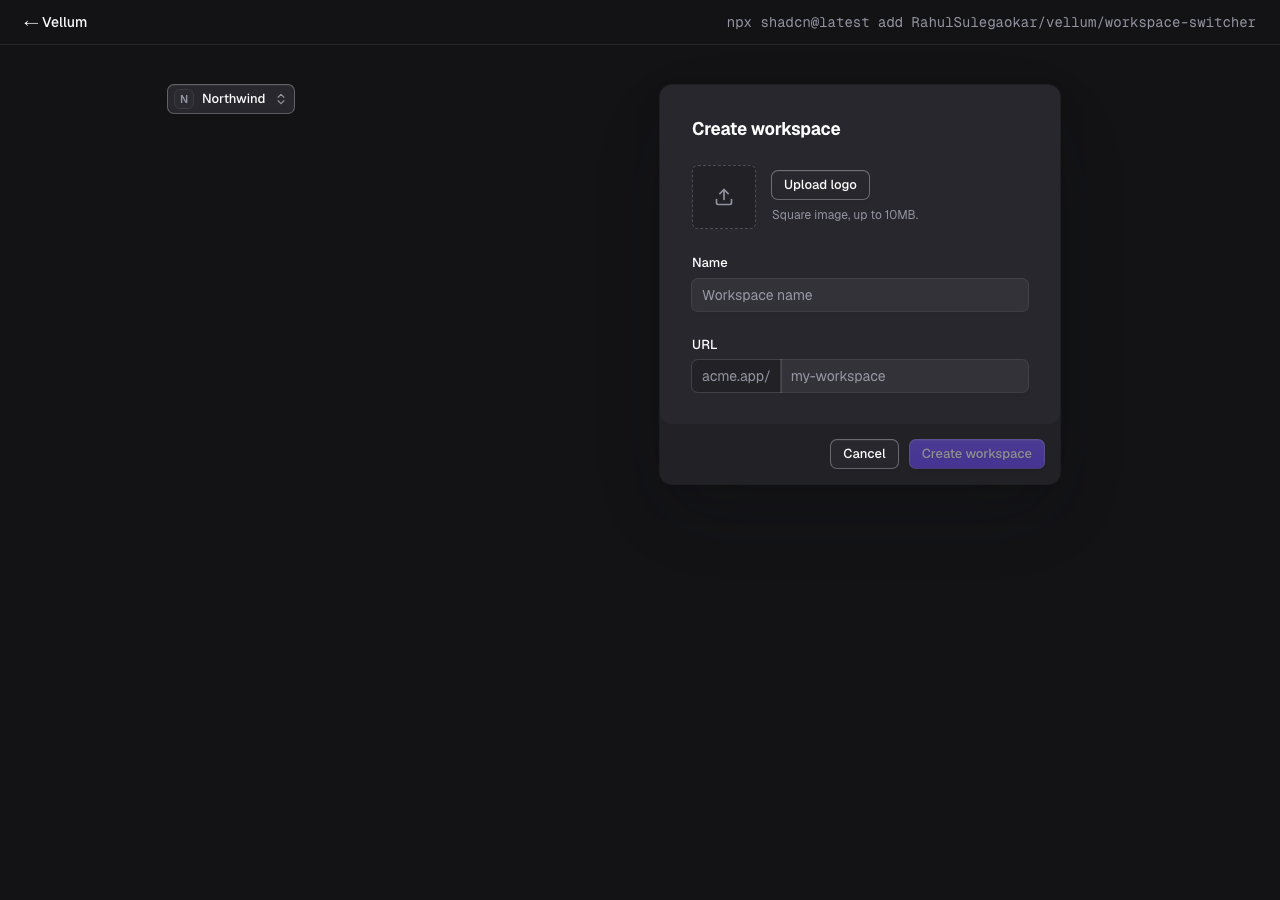 ← Vellum
npx shadcn@latest add RahulSulegaokar/vellum/workspace-switcher
N Northwind
Create workspace
Upload logo
Square image, up to 10MB.
Name
Workspace name
URL
acme.app/ my-workspace
Cancel Create workspace